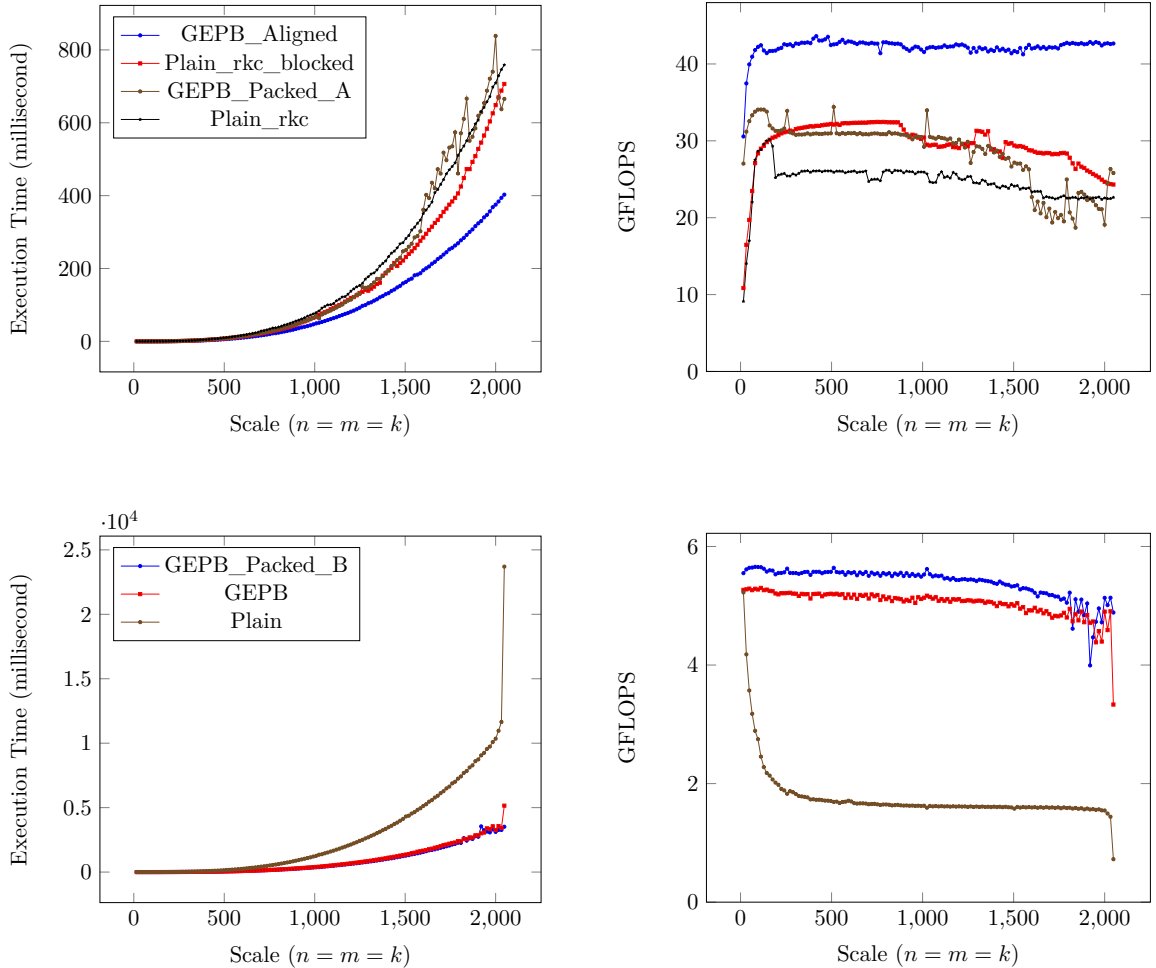 GEPB_Aligned
Plain_rkc_blocked
GEPB_Packed_A
Plain_rkc
800
600
400
200
0
0 500 1,000 1,500 2,000
Execution Time (millisecond)
Scale (n = m = k)
40
30
20
10
0
0 500 1,000 1,500 2,000
GFLOPS
Scale (n = m = k)
·10^4
GEPB_Packed_B
GEPB
Plain
2.5
2
1.5
1
0.5
0
0 500 1,000 1,500 2,000
Execution Time (millisecond)
Scale (n = m = k)
6
4
2
0
0 500 1,000 1,500 2,000
GFLOPS
Scale (n = m = k)